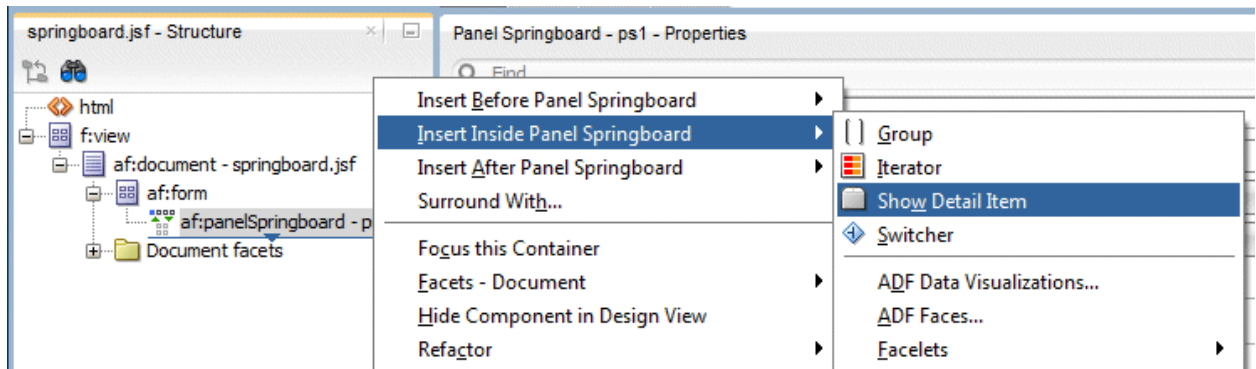 springboard.jsf - Structure
Panel Springboard - ps1 - Properties
Find
html
f:view
af:document - springboard.jsf
af:form
af:panelSpringboard - p
Document facets
Insert Before Panel Springboard
Insert Inside Panel Springboard
Insert After Panel Springboard
Surround With...
Focus this Container
Facets - Document
Hide Component in Design View
Refactor
Group
Iterator
Show Detail Item
Switcher
ADF Data Visualizations...
ADF Faces...
Facelets